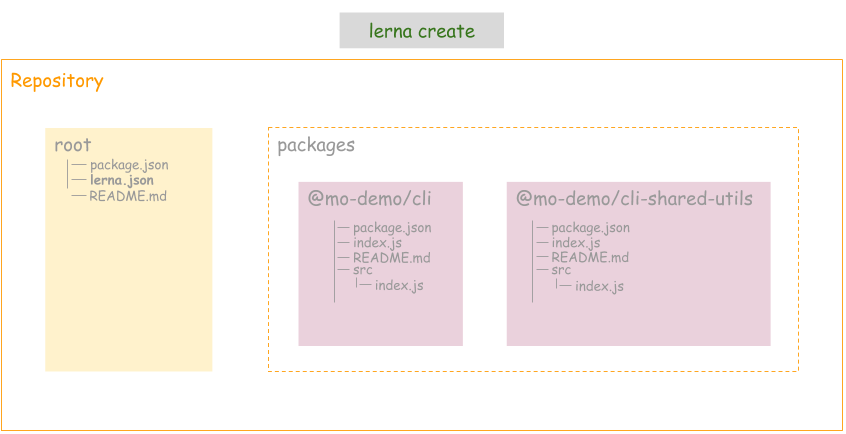 lerna create
Repository
root
package.json
lerna.json
README.md
packages
@mo-demo/cli
package.json
index.js
README.md
src
index.js
@mo-demo/cli-shared-utils
package.json
index.js
README.md
src
index.js